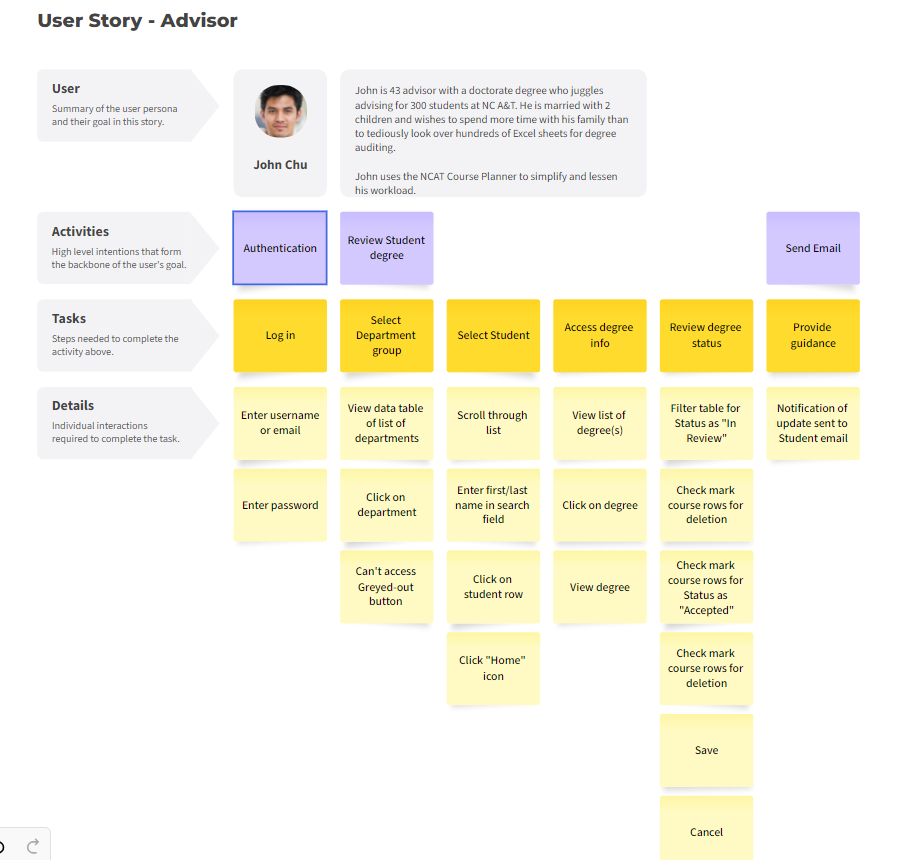 User Story - Advisor
User
Summary of the user persona
and their goal in this story.
John Chu
John is 43 advisor with a doctorate degree who juggles
advising for 300 students at NC A&T. He is married with 2
children and wishes to spend more time with his family than
to tediously look over hundreds of Excel sheets for degree
auditing.
John uses the NCAT Course Planner to simplify and lessen
his workload.
Activities
High level intentions that form
the backbone of the user's goal.
Authentication
Review Student
degree
Send Email
Tasks
Steps needed to complete the
activity above.
Log in
Select
Department
group
Select Student
Access degree
info
Review degree
status
Provide
guidance
Details
Individual interactions
required to complete the task.
Enter username
or email
View data table
of list of
departments
Scroll through
list
View list of
degree(s)
Filter table for
Status as "In
Review"
Notification of
update sent to
Student email
Enter password
Click on
department
Enter first/last
name in search
field
Click on degree
Check mark
course rows for
deletion
Can't access
Greyed-out
button
Click on
student row
View degree
Check mark
course rows for
Status as
"Accepted"
Click "Home"
icon
Check mark
course rows for
deletion
Save
Cancel